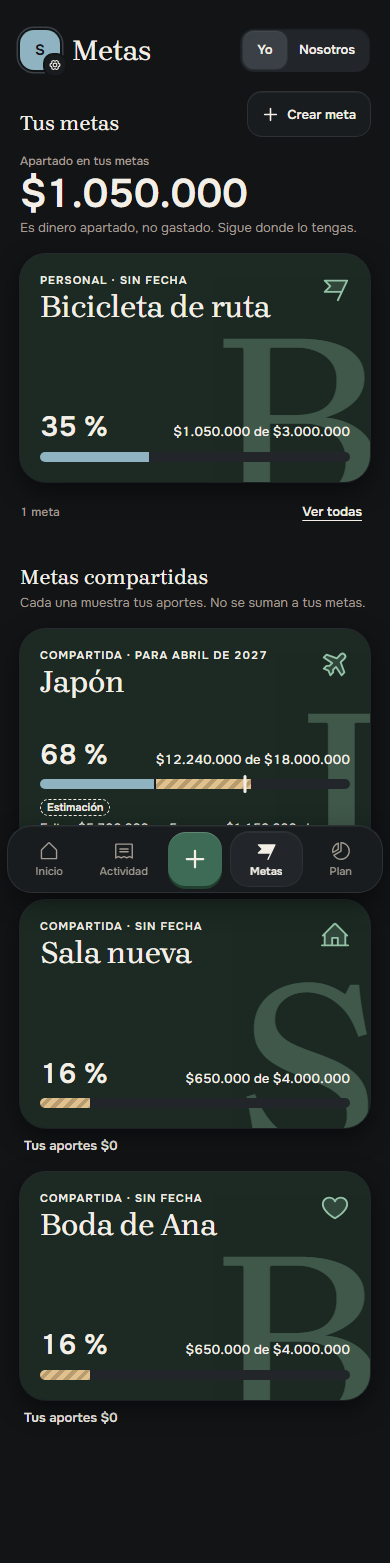 S
Metas
Yo
Nosotros
Tus metas
+ Crear meta
Apartado en tus metas
$1.050.000
Es dinero apartado, no gastado. Sigue donde lo tengas.
PERSONAL · SIN FECHA
Bicicleta de ruta
B
35 %
$1.050.000 de $3.000.000
1 meta
Ver todas
Metas compartidas
Cada una muestra tus aportes. No se suman a tus metas.
COMPARTIDA · PARA ABRIL DE 2027
Japón
68 %
$12.240.000 de $18.000.000
Estimación
Inicio
Actividad
+
Metas
Plan
COMPARTIDA · SIN FECHA
Sala nueva
S
16 %
$650.000 de $4.000.000
Tus aportes $0
COMPARTIDA · SIN FECHA
Boda de Ana
B
16 %
$650.000 de $4.000.000
Tus aportes $0